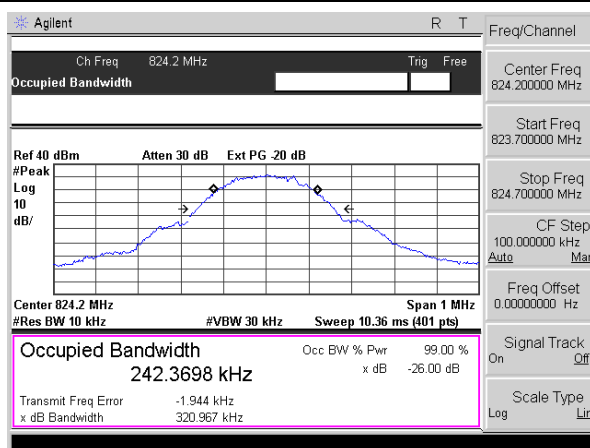 Agilent R T
Ch Freq 824.2 MHz Trig Free
Occupied Bandwidth
Ref 40 dBm Atten 30 dB Ext PG -20 dB
#Peak
Log
10
dB/
Center 824.2 MHz Span 1 MHz
#Res BW 10 kHz #VBW 30 kHz Sweep 10.36 ms (401 pts)
Occupied Bandwidth Occ BW % Pwr 99.00 %
242.3698 kHz x dB -26.00 dB
Transmit Freq Error -1.944 kHz
x dB Bandwidth 320.967 kHz
Freq/Channel
Center Freq
824.200000 MHz
Start Freq
823.700000 MHz
Stop Freq
824.700000 MHz
CF Step
100.000000 kHz
Auto Man
Freq Offset
0.00000000 Hz
Signal Track
On Off
Scale Type
Log Lin